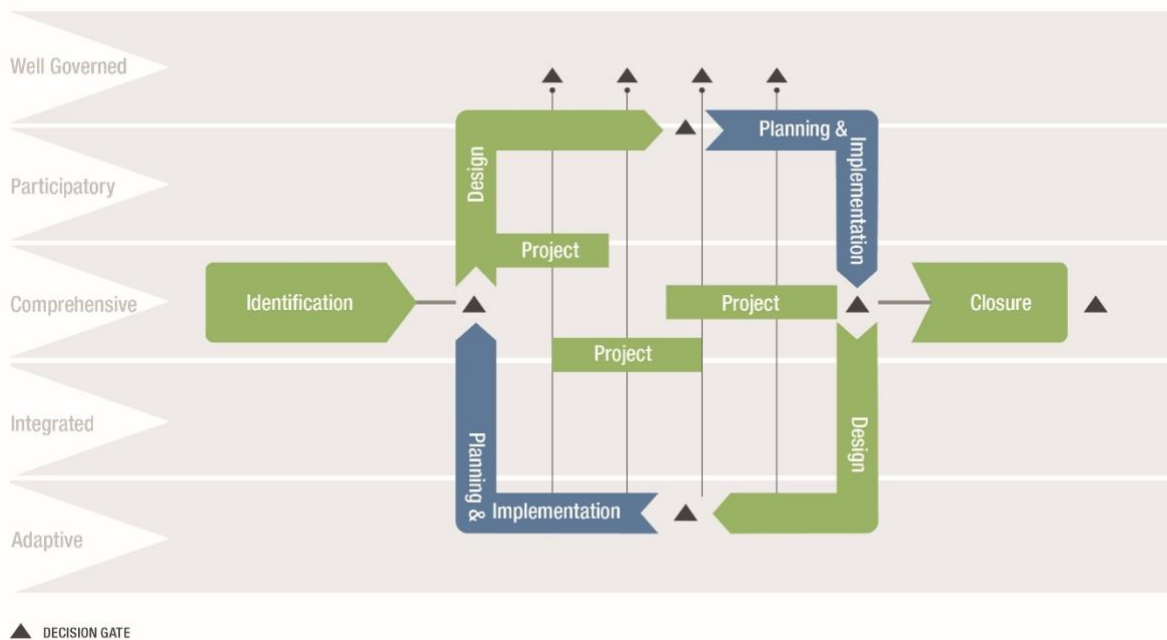 Well Governed
Planning &
Implementation
Design
Participatory
Project
Comprehensive
Identification
Project
Closure
Project
Integrated
Design
Planning &
Implementation
Adaptive
DECISION GATE